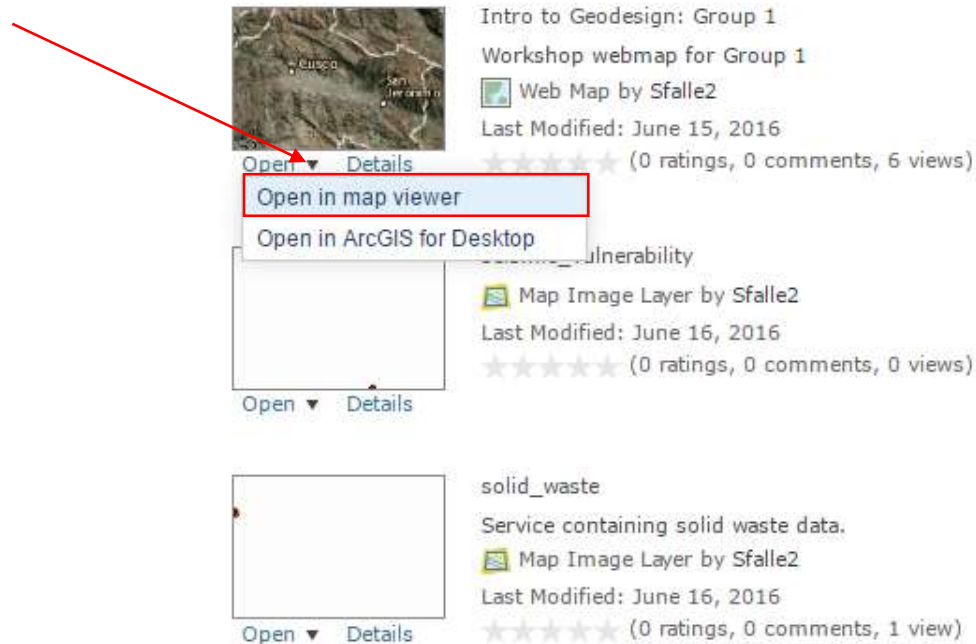 Intro to Geodesign: Group 1
Workshop webmap for Group 1
Cusco
San
Jerónimo
Web Map by Sfalle2
Last Modified: June 15, 2016
Open ▼ Details
(0 ratings, 0 comments, 6 views)
Open in map viewer
Open in ArcGIS for Desktop
vulnerability
Map Image Layer by Sfalle2
Last Modified: June 16, 2016
(0 ratings, 0 comments, 0 views)
Open ▼ Details
solid_waste
Service containing solid waste data.
Map Image Layer by Sfalle2
Last Modified: June 16, 2016
(0 ratings, 0 comments, 1 view)
Open ▼ Details